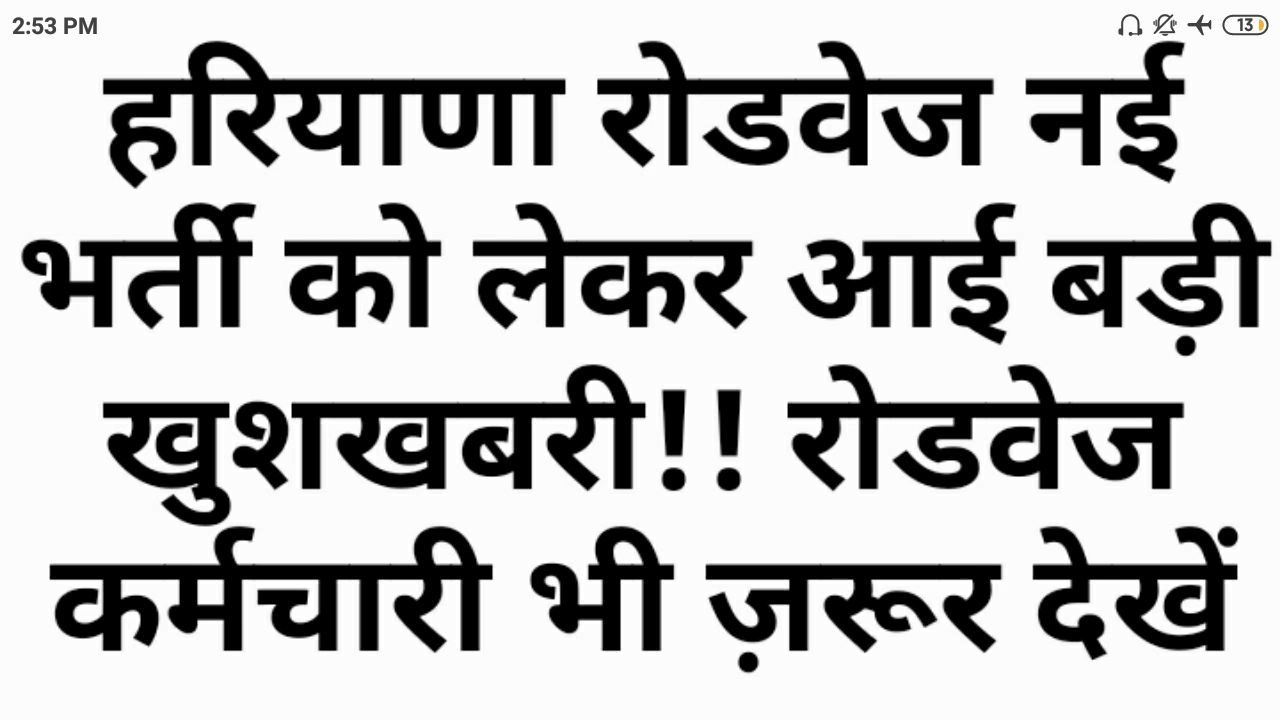 2:53 PM 13
हरियाणा रोडवेज नई
भर्ती को लेकर आई बड़ी
खुशखबरी!! रोडवेज
कर्मचारी भी ज़रूर देखें